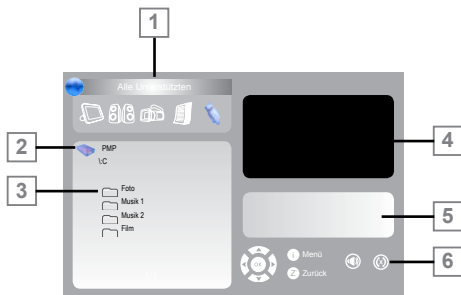 1
Alle Unterstützten
2
PMP
\:C
3
Foto
Musik 1
Musik 2
Film
4
5
OK
i Menü
Z Zurück
6